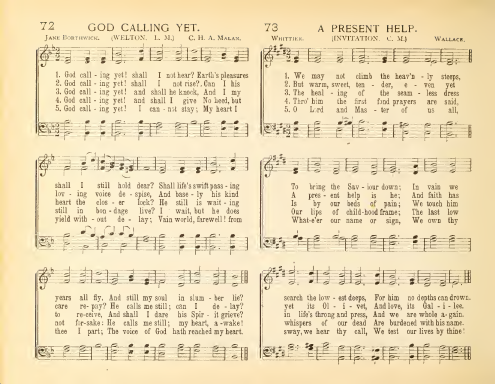 72 GOD CALLING YET.
JANE BORTHWICK. (WELTON. L. M.) C. H. A. MALAN.
1. God call - ing yet! shall I not hear? Earth's pleasures
2. God call - ing yet! shall I not rise? Can I his
3. God call - ing yet! and shall he knock, And I my
4. God call - ing yet! and shall I give No heed, but
5. God call - ing yet! I can - not stay; My heart I
shall I still hold dear? Shall life's swift pass - ing
lov - ing voice de - spise, And base - ly his kind
heart the clos - er lock? He still is wait - ing
still in bon - dage live? I wait, but he does
yield with - out de - lay; Vain world, farewell! from
years all fly, And still my soul in slum - ber lie?
care re - pay? He calls me still; can I de - lay?
to re - ceive, And shall I dare his Spir - it grieve?
not for - sake: He calls me still; my heart, a - wake!
thee I part; The voice of God hath reached my heart.
73 A PRESENT HELP.
WHITTIER. (INVITATION. C. M.) WALLACE.
1. We may not climb the heav'n - ly steeps,
2. But warm, sweet, ten - der, e - ven yet
3. The heal - ing of the seam - less dress
4. Thro' him the first fond prayers are said,
5. O Lord and Mas - ter of us all,
To bring the Sav - iour down; In vain we
A pres - ent help is he; And faith has
Is by our beds of pain; We touch him
Our lips of child - hood frame; The last low
What - e'er our name or sign, We own thy
search the low - est deeps, For him no depths can drown.
yet its Ol - i - vet, And love, its Gal - i - lee.
in life's throng and press, And we are whole a - gain.
whispers of our dead Are burdened with his name.
sway, we hear thy call, We test our lives by thine!